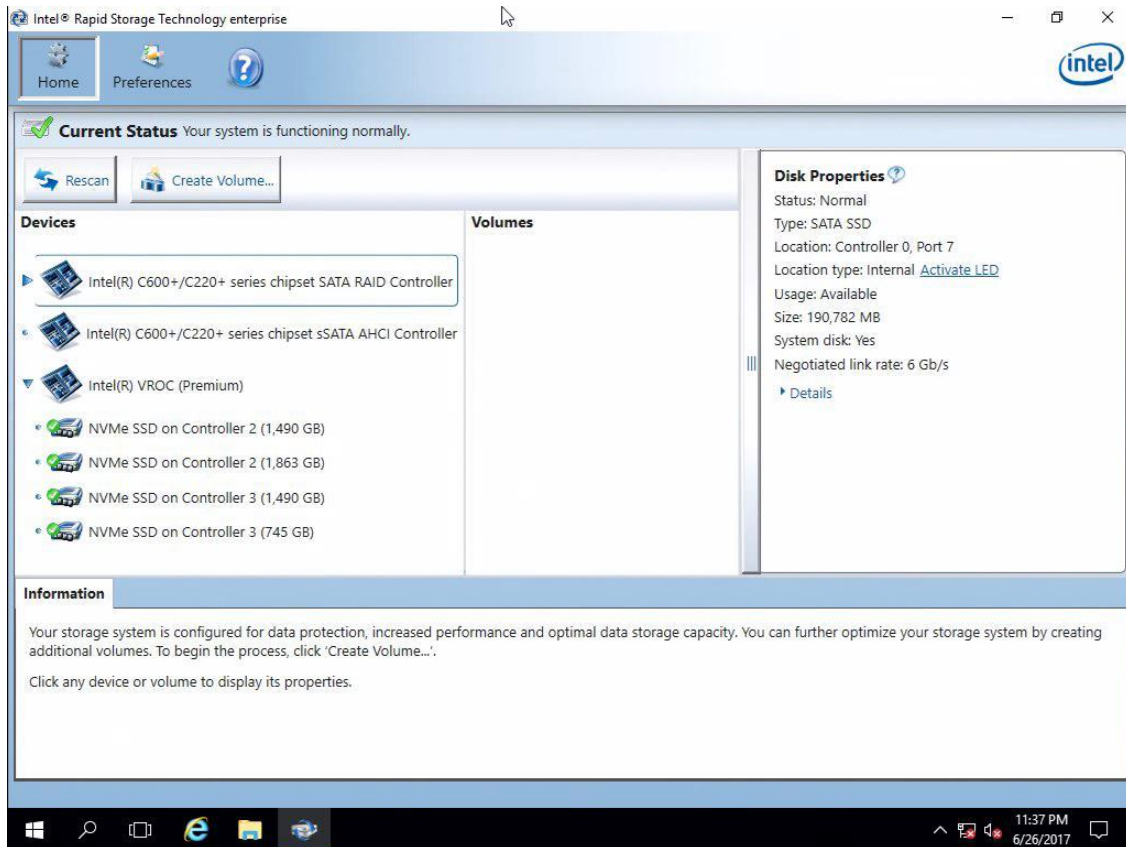 Intel® Rapid Storage Technology enterprise
Home
Preferences
?
intel
Current Status Your system is functioning normally.
Rescan
Create Volume...
Devices
Intel(R) C600+/C220+ series chipset SATA RAID Controller
Intel(R) C600+/C220+ series chipset sSATA AHCI Controller
Intel(R) VROC (Premium)
NVMe SSD on Controller 2 (1,490 GB)
NVMe SSD on Controller 2 (1,863 GB)
NVMe SSD on Controller 3 (1,490 GB)
NVMe SSD on Controller 3 (745 GB)
Volumes
Disk Properties
Status: Normal
Type: SATA SSD
Location: Controller 0, Port 7
Location type: Internal Activate LED
Usage: Available
Size: 190,782 MB
System disk: Yes
Negotiated link rate: 6 Gb/s
Details
Information
Your storage system is configured for data protection, increased performance and optimal data storage capacity. You can further optimize your storage system by creating
additional volumes. To begin the process, click 'Create Volume...'.
Click any device or volume to display its properties.
11:37 PM
6/26/2017